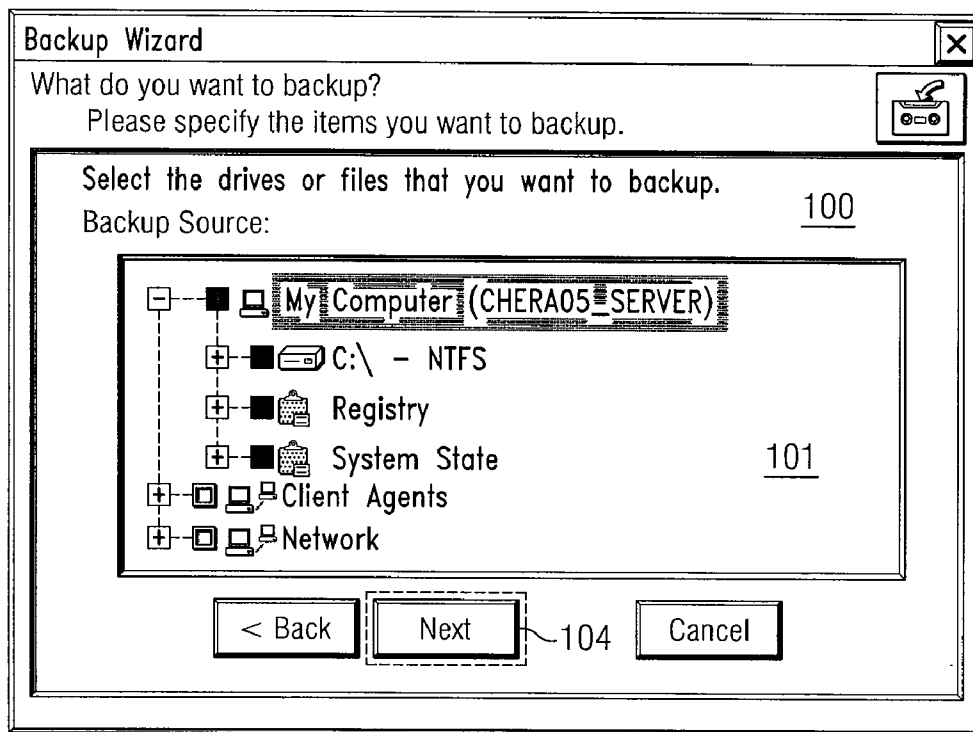 Backup Wizard
What do you want to backup?
Please specify the items you want to backup.
Select the drives or files that you want to backup.
100
Backup Source:
My Computer (CHERA05_SERVER)
C:\ - NTFS
Registry
System State
101
Client Agents
Network
< Back
Next
104
Cancel